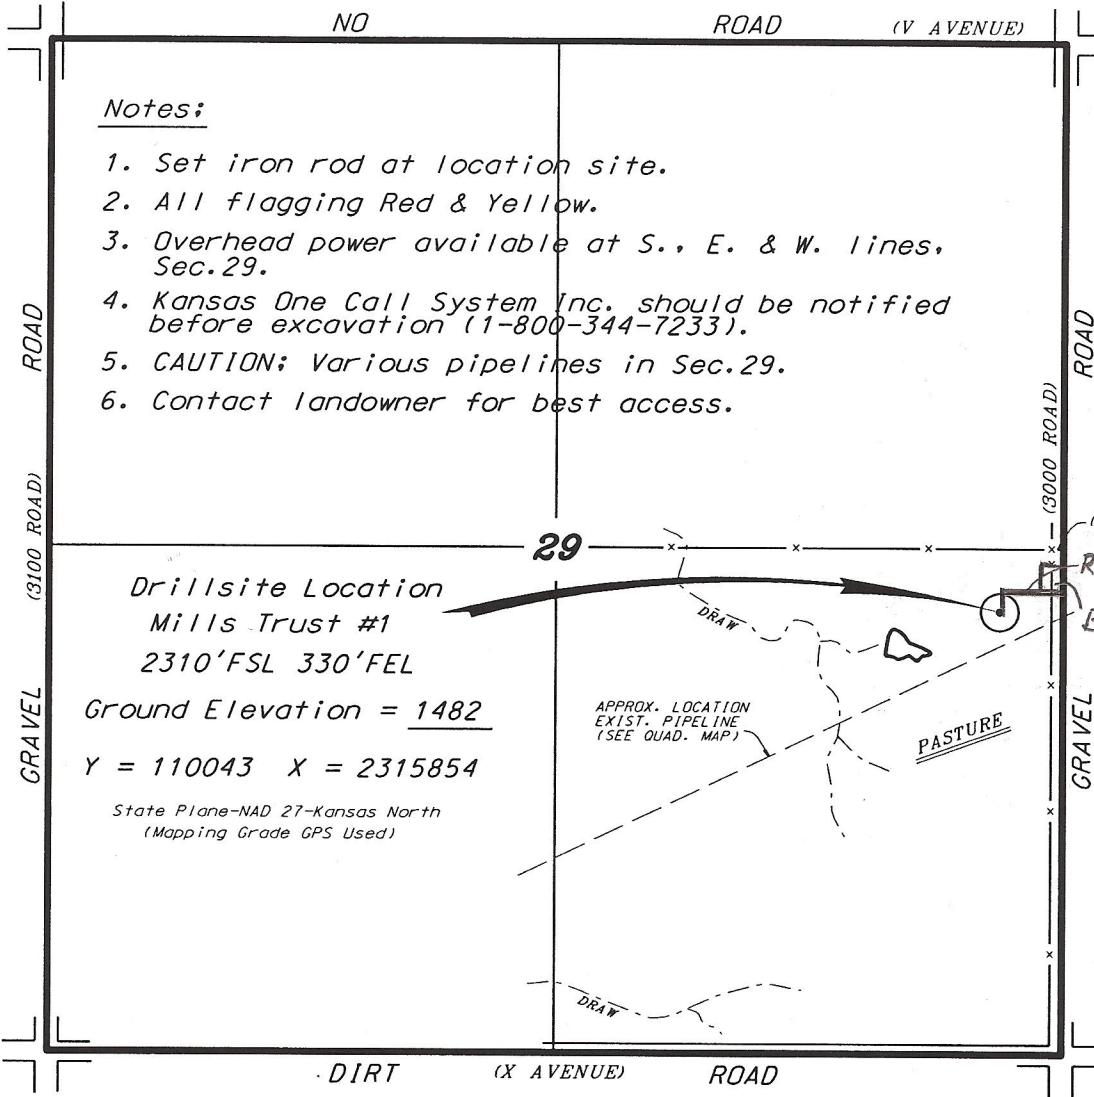 NO ROAD (V AVENUE)
Notes:
1. Set iron rod at location site.
2. All flagging Red & Yellow.
3. Overhead power available at S., E. & W. lines,
Sec.29.
4. Kansas One Call System Inc. should be notified
before excavation (1-800-344-7233).
5. CAUTION: Various pipelines in Sec.29.
6. Contact landowner for best access.
GRAVEL (3100 ROAD) ROAD
GRAVEL (3000 ROAD) ROAD
29
Drillsite Location
Mills Trust #1
2310'FSL 330'FEL
Ground Elevation = 1482
Y = 110043 X = 2315854
State Plane-NAD 27-Kansas North
(Mapping Grade GPS Used)
DRAW
APPROX. LOCATION
EXIST. PIPELINE
(SEE QUAD. MAP)
PASTURE
R
DRAW
DIRT (X AVENUE) ROAD